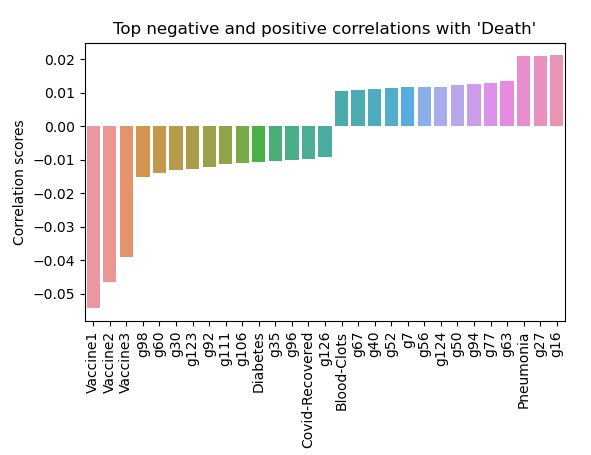 Top negative and positive correlations with 'Death'
Correlation scores
0.02
0.01
0.00
−0.01
−0.02
−0.03
−0.04
−0.05
Vaccine1
Vaccine2
Vaccine3
g98
g60
g30
g123
g92
g111
g106
Diabetes
g35
g96
Covid-Recovered
g126
Blood-Clots
g67
g40
g52
g7
g56
g124
g50
g94
g77
g63
Pneumonia
g27
g16